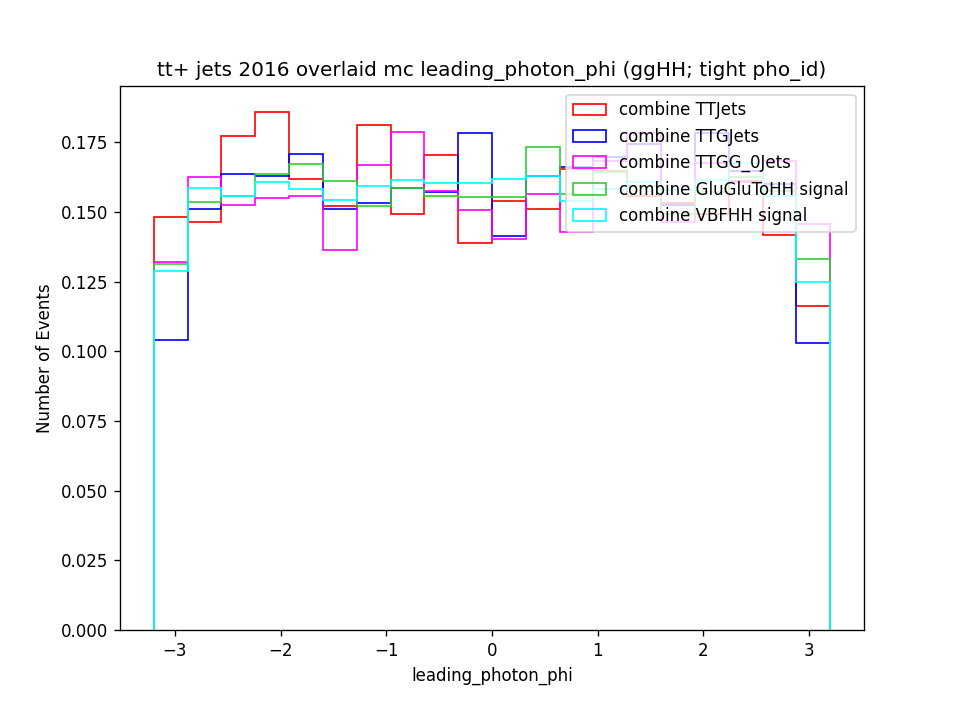 tt+ jets 2016 overlaid mc leading_photon_phi (ggHH; tight pho_id)
combine TTJets
combine TTGJets
combine TTGG_0Jets
combine GluGluToHH signal
combine VBFHH signal
0.175
0.150
0.125
0.100
0.075
0.050
0.025
0.000
Number of Events
−3
−2
−1
0
1
2
3
leading_photon_phi